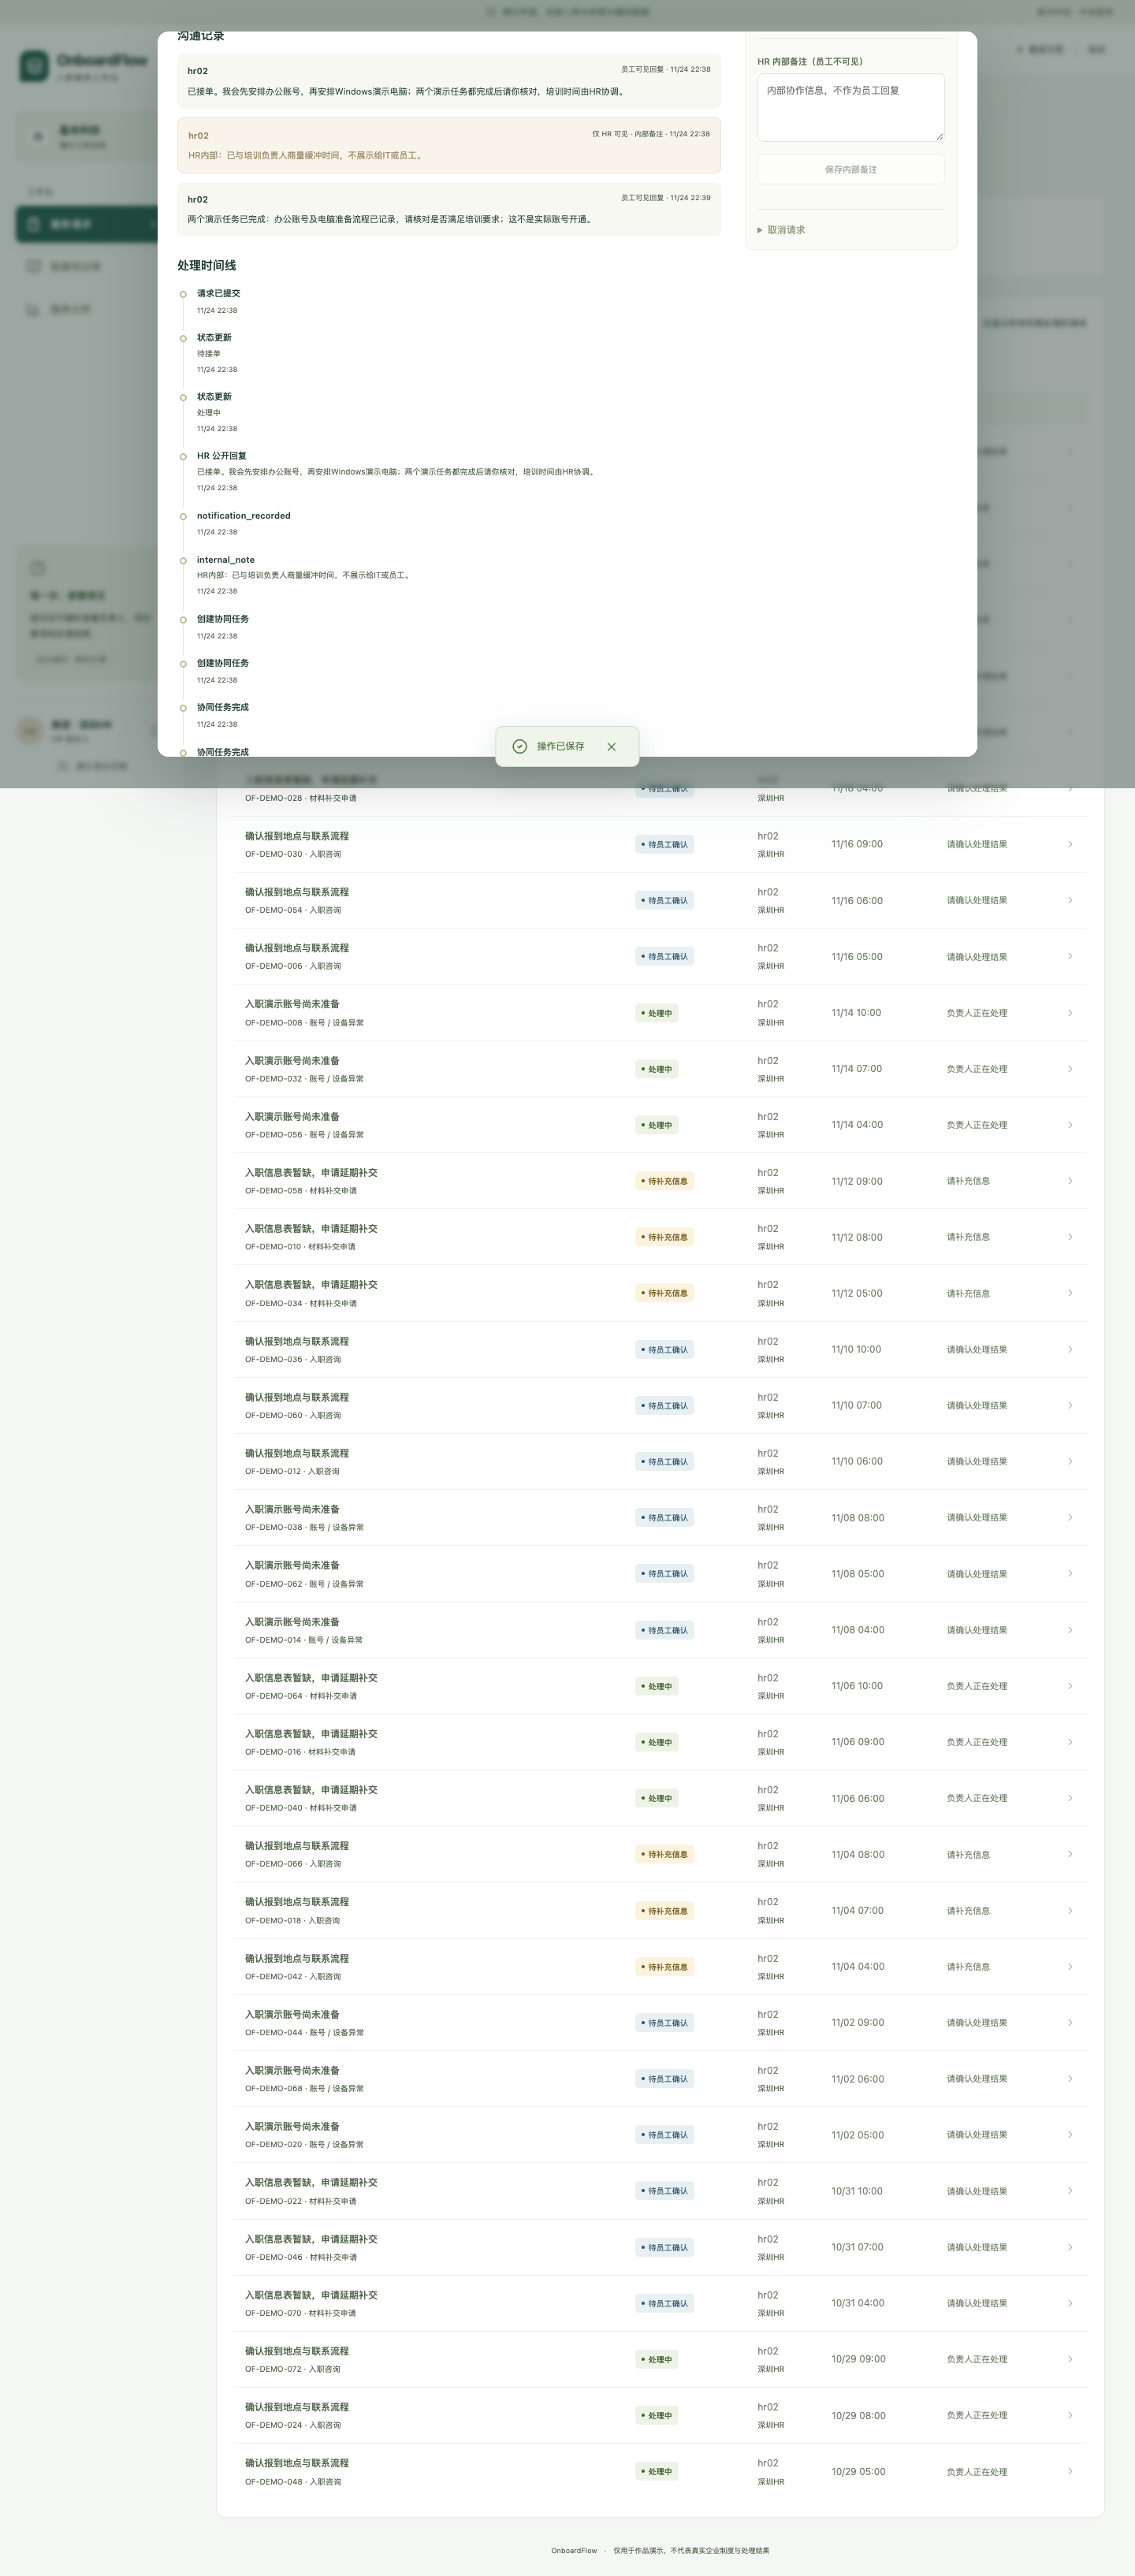 OnboardFlow
沟通记录
hr02
员工可见回复 · 11/24 22:38
已接单。我会先安排办公账号，再安排Windows演示电脑；两个演示任务都完成后请你核对，培训时间由HR协调。
hr02
仅 HR 可见 · 内部备注 · 11/24 22:38
HR内部：已与培训负责人商量缓冲时间，不展示给IT或员工。
hr02
员工可见回复 · 11/24 22:39
两个演示任务已完成：办公账号及电脑准备流程已记录，请核对是否满足培训要求；这不是实际账号开通。
HR 内部备注（员工不可见）
内部协作信息，不作为员工回复
保存内部备注
取消请求
处理时间线
请求已提交
11/24 22:38
状态更新
待接单
11/24 22:38
状态更新
处理中
11/24 22:38
HR 公开回复
已接单。我会先安排办公账号，再安排Windows演示电脑；两个演示任务都完成后请你核对，培训时间由HR协调。
11/24 22:38
notification_recorded
11/24 22:38
internal_note
HR内部：已与培训负责人商量缓冲时间，不展示给IT或员工。
11/24 22:38
创建协同任务
11/24 22:38
创建协同任务
11/24 22:38
协同任务完成
11/24 22:38
协同任务完成
操作已保存
入职信息表暂缺，申请延期补交 待员工确认 11/18 04:00 请确认处理结果
OF-DEMO-028 · 材料补交申请 深圳HR
确认报到地点与联系流程 待员工确认 hr02 11/16 09:00 请确认处理结果
OF-DEMO-030 · 入职咨询 深圳HR
确认报到地点与联系流程 待员工确认 hr02 11/16 06:00 请确认处理结果
OF-DEMO-054 · 入职咨询 深圳HR
确认报到地点与联系流程 待员工确认 hr02 11/16 05:00 请确认处理结果
OF-DEMO-006 · 入职咨询 深圳HR
入职演示账号尚未准备 处理中 hr02 11/14 10:00 负责人正在处理
OF-DEMO-008 · 账号 / 设备异常 深圳HR
入职演示账号尚未准备 处理中 hr02 11/14 07:00 负责人正在处理
OF-DEMO-032 · 账号 / 设备异常 深圳HR
入职演示账号尚未准备 处理中 hr02 11/14 04:00 负责人正在处理
OF-DEMO-056 · 账号 / 设备异常 深圳HR
入职信息表暂缺，申请延期补交 待补充信息 hr02 11/12 09:00 请补充信息
OF-DEMO-058 · 材料补交申请 深圳HR
入职信息表暂缺，申请延期补交 待补充信息 hr02 11/12 08:00 请补充信息
OF-DEMO-010 · 材料补交申请 深圳HR
入职信息表暂缺，申请延期补交 待补充信息 hr02 11/12 05:00 请补充信息
OF-DEMO-034 · 材料补交申请 深圳HR
确认报到地点与联系流程 待员工确认 hr02 11/10 10:00 请确认处理结果
OF-DEMO-036 · 入职咨询 深圳HR
确认报到地点与联系流程 待员工确认 hr02 11/10 07:00 请确认处理结果
OF-DEMO-060 · 入职咨询 深圳HR
确认报到地点与联系流程 待员工确认 hr02 11/10 06:00 请确认处理结果
OF-DEMO-012 · 入职咨询 深圳HR
入职演示账号尚未准备 待员工确认 hr02 11/08 08:00 请确认处理结果
OF-DEMO-038 · 账号 / 设备异常 深圳HR
入职演示账号尚未准备 待员工确认 hr02 11/08 05:00 请确认处理结果
OF-DEMO-062 · 账号 / 设备异常 深圳HR
入职演示账号尚未准备 待员工确认 hr02 11/08 04:00 请确认处理结果
OF-DEMO-014 · 账号 / 设备异常 深圳HR
入职信息表暂缺，申请延期补交 处理中 hr02 11/06 10:00 负责人正在处理
OF-DEMO-064 · 材料补交申请 深圳HR
入职信息表暂缺，申请延期补交 处理中 hr02 11/06 09:00 负责人正在处理
OF-DEMO-016 · 材料补交申请 深圳HR
入职信息表暂缺，申请延期补交 处理中 hr02 11/06 06:00 负责人正在处理
OF-DEMO-040 · 材料补交申请 深圳HR
确认报到地点与联系流程 待补充信息 hr02 11/04 08:00 请补充信息
OF-DEMO-066 · 入职咨询 深圳HR
确认报到地点与联系流程 待补充信息 hr02 11/04 07:00 请补充信息
OF-DEMO-018 · 入职咨询 深圳HR
确认报到地点与联系流程 待补充信息 hr02 11/04 04:00 请补充信息
OF-DEMO-042 · 入职咨询 深圳HR
入职演示账号尚未准备 待员工确认 hr02 11/02 09:00 请确认处理结果
OF-DEMO-044 · 账号 / 设备异常 深圳HR
入职演示账号尚未准备 待员工确认 hr02 11/02 06:00 请确认处理结果
OF-DEMO-068 · 账号 / 设备异常 深圳HR
入职演示账号尚未准备 待员工确认 hr02 11/02 05:00 请确认处理结果
OF-DEMO-020 · 账号 / 设备异常 深圳HR
入职信息表暂缺，申请延期补交 待员工确认 hr02 10/31 10:00 请确认处理结果
OF-DEMO-022 · 材料补交申请 深圳HR
入职信息表暂缺，申请延期补交 待员工确认 hr02 10/31 07:00 请确认处理结果
OF-DEMO-046 · 材料补交申请 深圳HR
入职信息表暂缺，申请延期补交 待员工确认 hr02 10/31 04:00 请确认处理结果
OF-DEMO-070 · 材料补交申请 深圳HR
确认报到地点与联系流程 处理中 hr02 10/29 09:00 负责人正在处理
OF-DEMO-072 · 入职咨询 深圳HR
确认报到地点与联系流程 处理中 hr02 10/29 08:00 负责人正在处理
OF-DEMO-024 · 入职咨询 深圳HR
确认报到地点与联系流程 处理中 hr02 10/29 05:00 负责人正在处理
OF-DEMO-048 · 入职咨询 深圳HR
OnboardFlow · 仅用于作品演示，不代表真实企业制度与处理结果